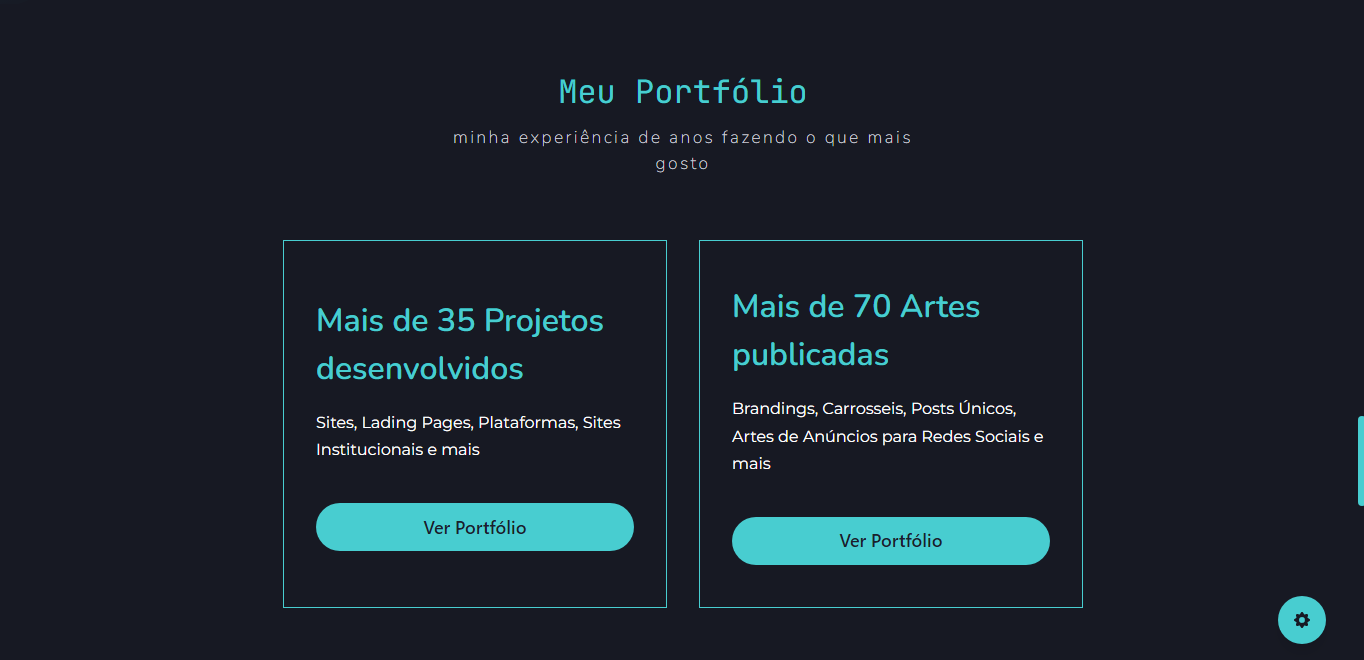 Meu Portfólio
minha experiência de anos fazendo o que mais
gosto
Mais de 35 Projetos
desenvolvidos
Sites, Lading Pages, Plataformas, Sites
Institucionais e mais
Ver Portfólio
Mais de 70 Artes
publicadas
Brandings, Carrosseis, Posts Únicos,
Artes de Anúncios para Redes Sociais e
mais
Ver Portfólio